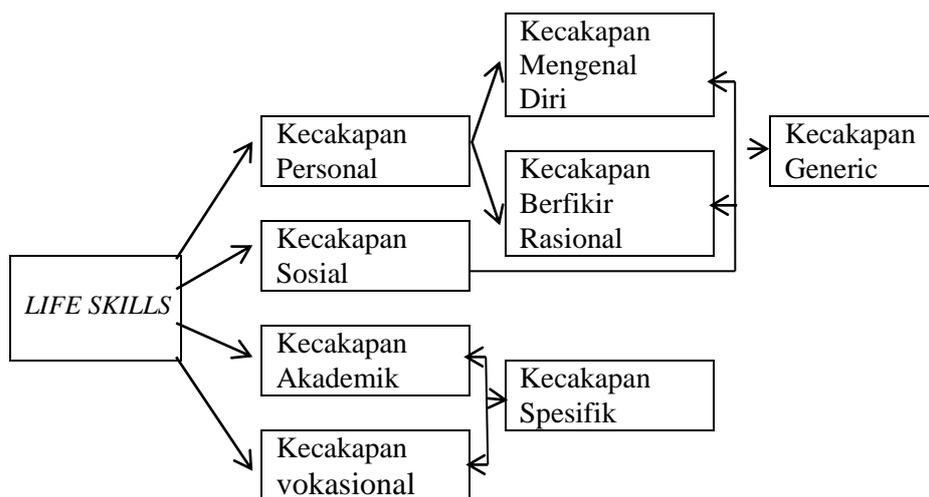 Kecakapan
Mengenal
Diri
Kecakapan
Personal
Kecakapan
Generic
Kecakapan
Berfikir
Rasional
Kecakapan
Sosial
LIFE SKILLS
Kecakapan
Akademik
Kecakapan
Spesifik
Kecakapan
vokasional